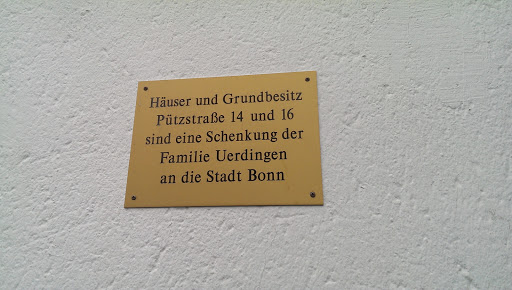 Häuser und Grundbesitz
Pützstraße 14 und 16
sind eine Schenkung der
Familie Uerdingen
an die Stadt Bonn